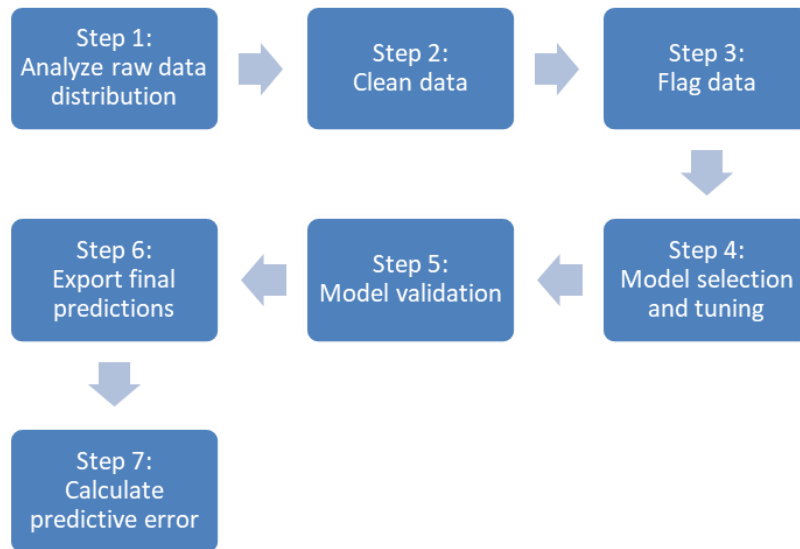 Step 1:
Analyze raw data
distribution
Step 2:
Clean data
Step 3:
Flag data
Step 4:
Model selection
and tuning
Step 5:
Model validation
Step 6:
Export final
predictions
Step 7:
Calculate
predictive error